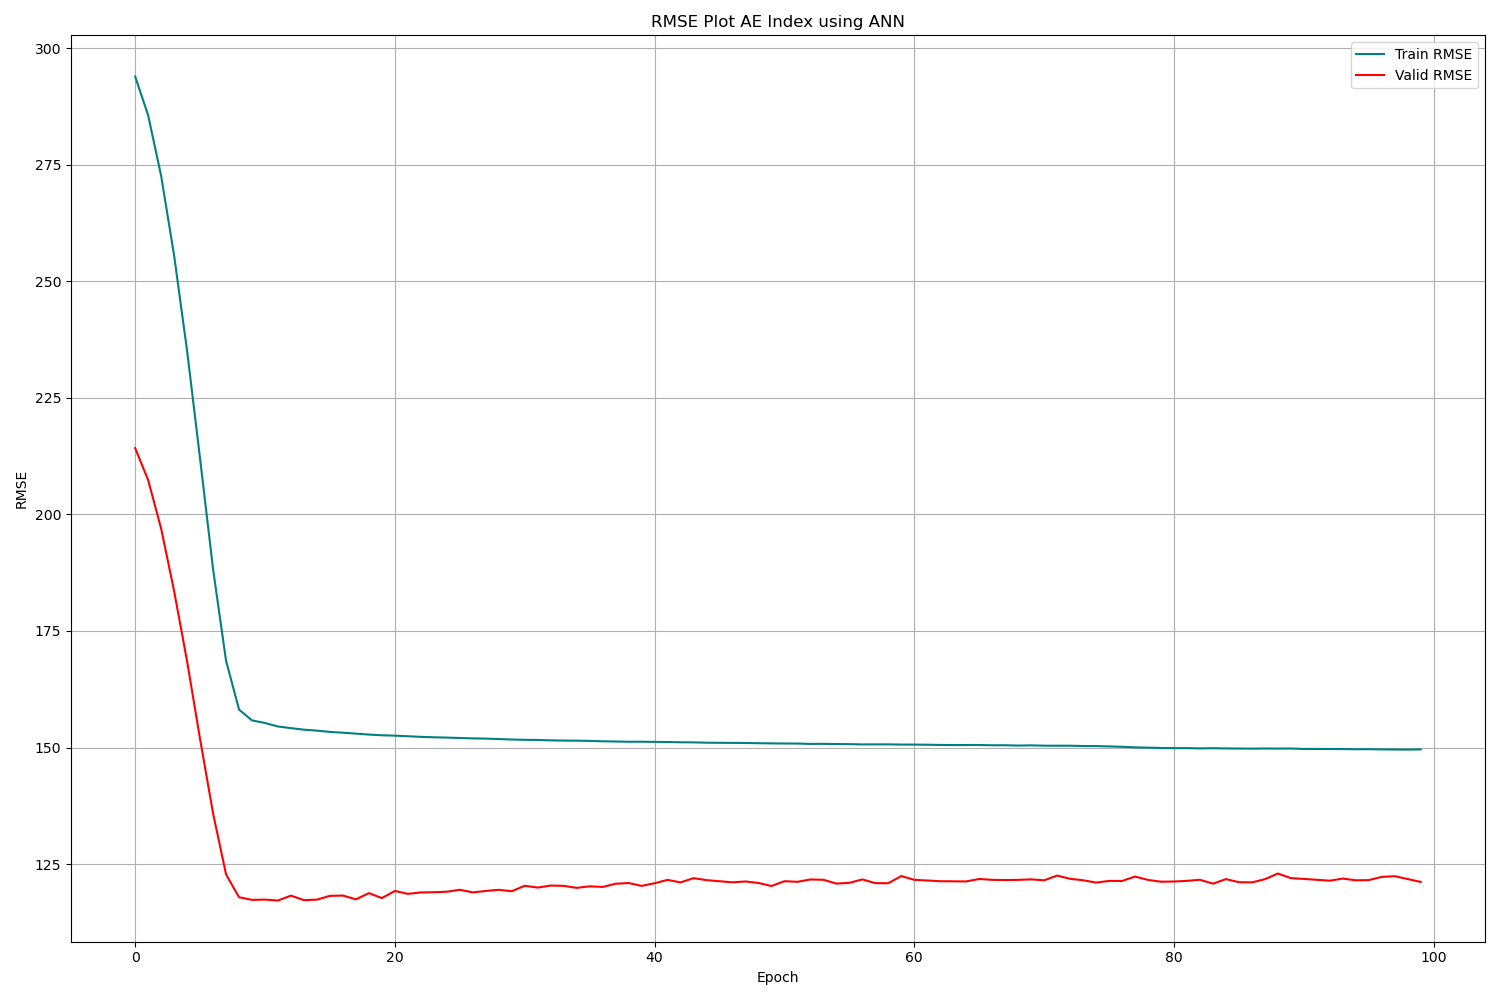 RMSE Plot AE Index using ANN
Train RMSE
Valid RMSE
RMSE
300
275
250
225
200
175
150
125
0 20 40 60 80 100
Epoch